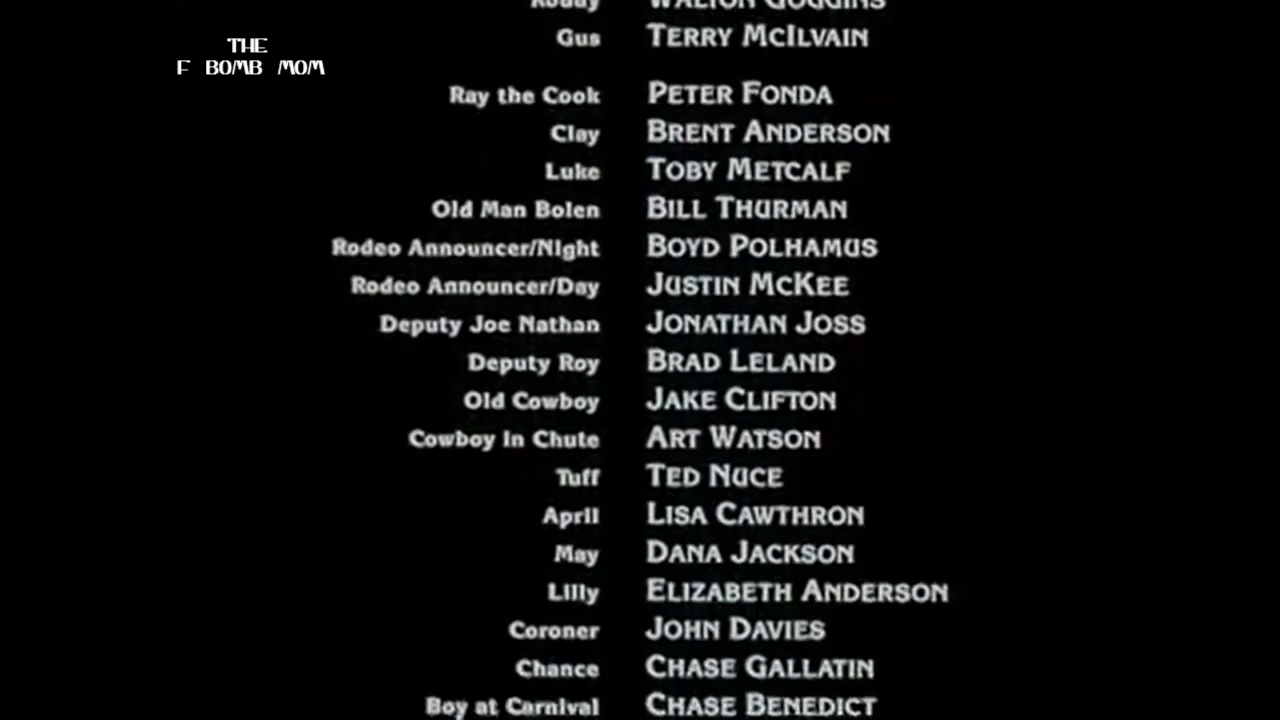 Roddy WALTON GOGGINS
THE
F BOMB MOM
Gus TERRY MCILVAIN
Ray the Cook PETER FONDA
Clay BRENT ANDERSON
Luke TOBY METCALF
Old Man Bolen BILL THURMAN
Rodeo Announcer/Night BOYD POLHAMUS
Rodeo Announcer/Day JUSTIN MCKEE
Deputy Joe Nathan JONATHAN JOSS
Deputy Roy BRAD LELAND
Old Cowboy JAKE CLIFTON
Cowboy In Chute ART WATSON
Tuff TED NUCE
April LISA CAWTHRON
May DANA JACKSON
Lilly ELIZABETH ANDERSON
Coroner JOHN DAVIES
Chance CHASE GALLATIN
Boy at Carnival CHASE BENEDICT